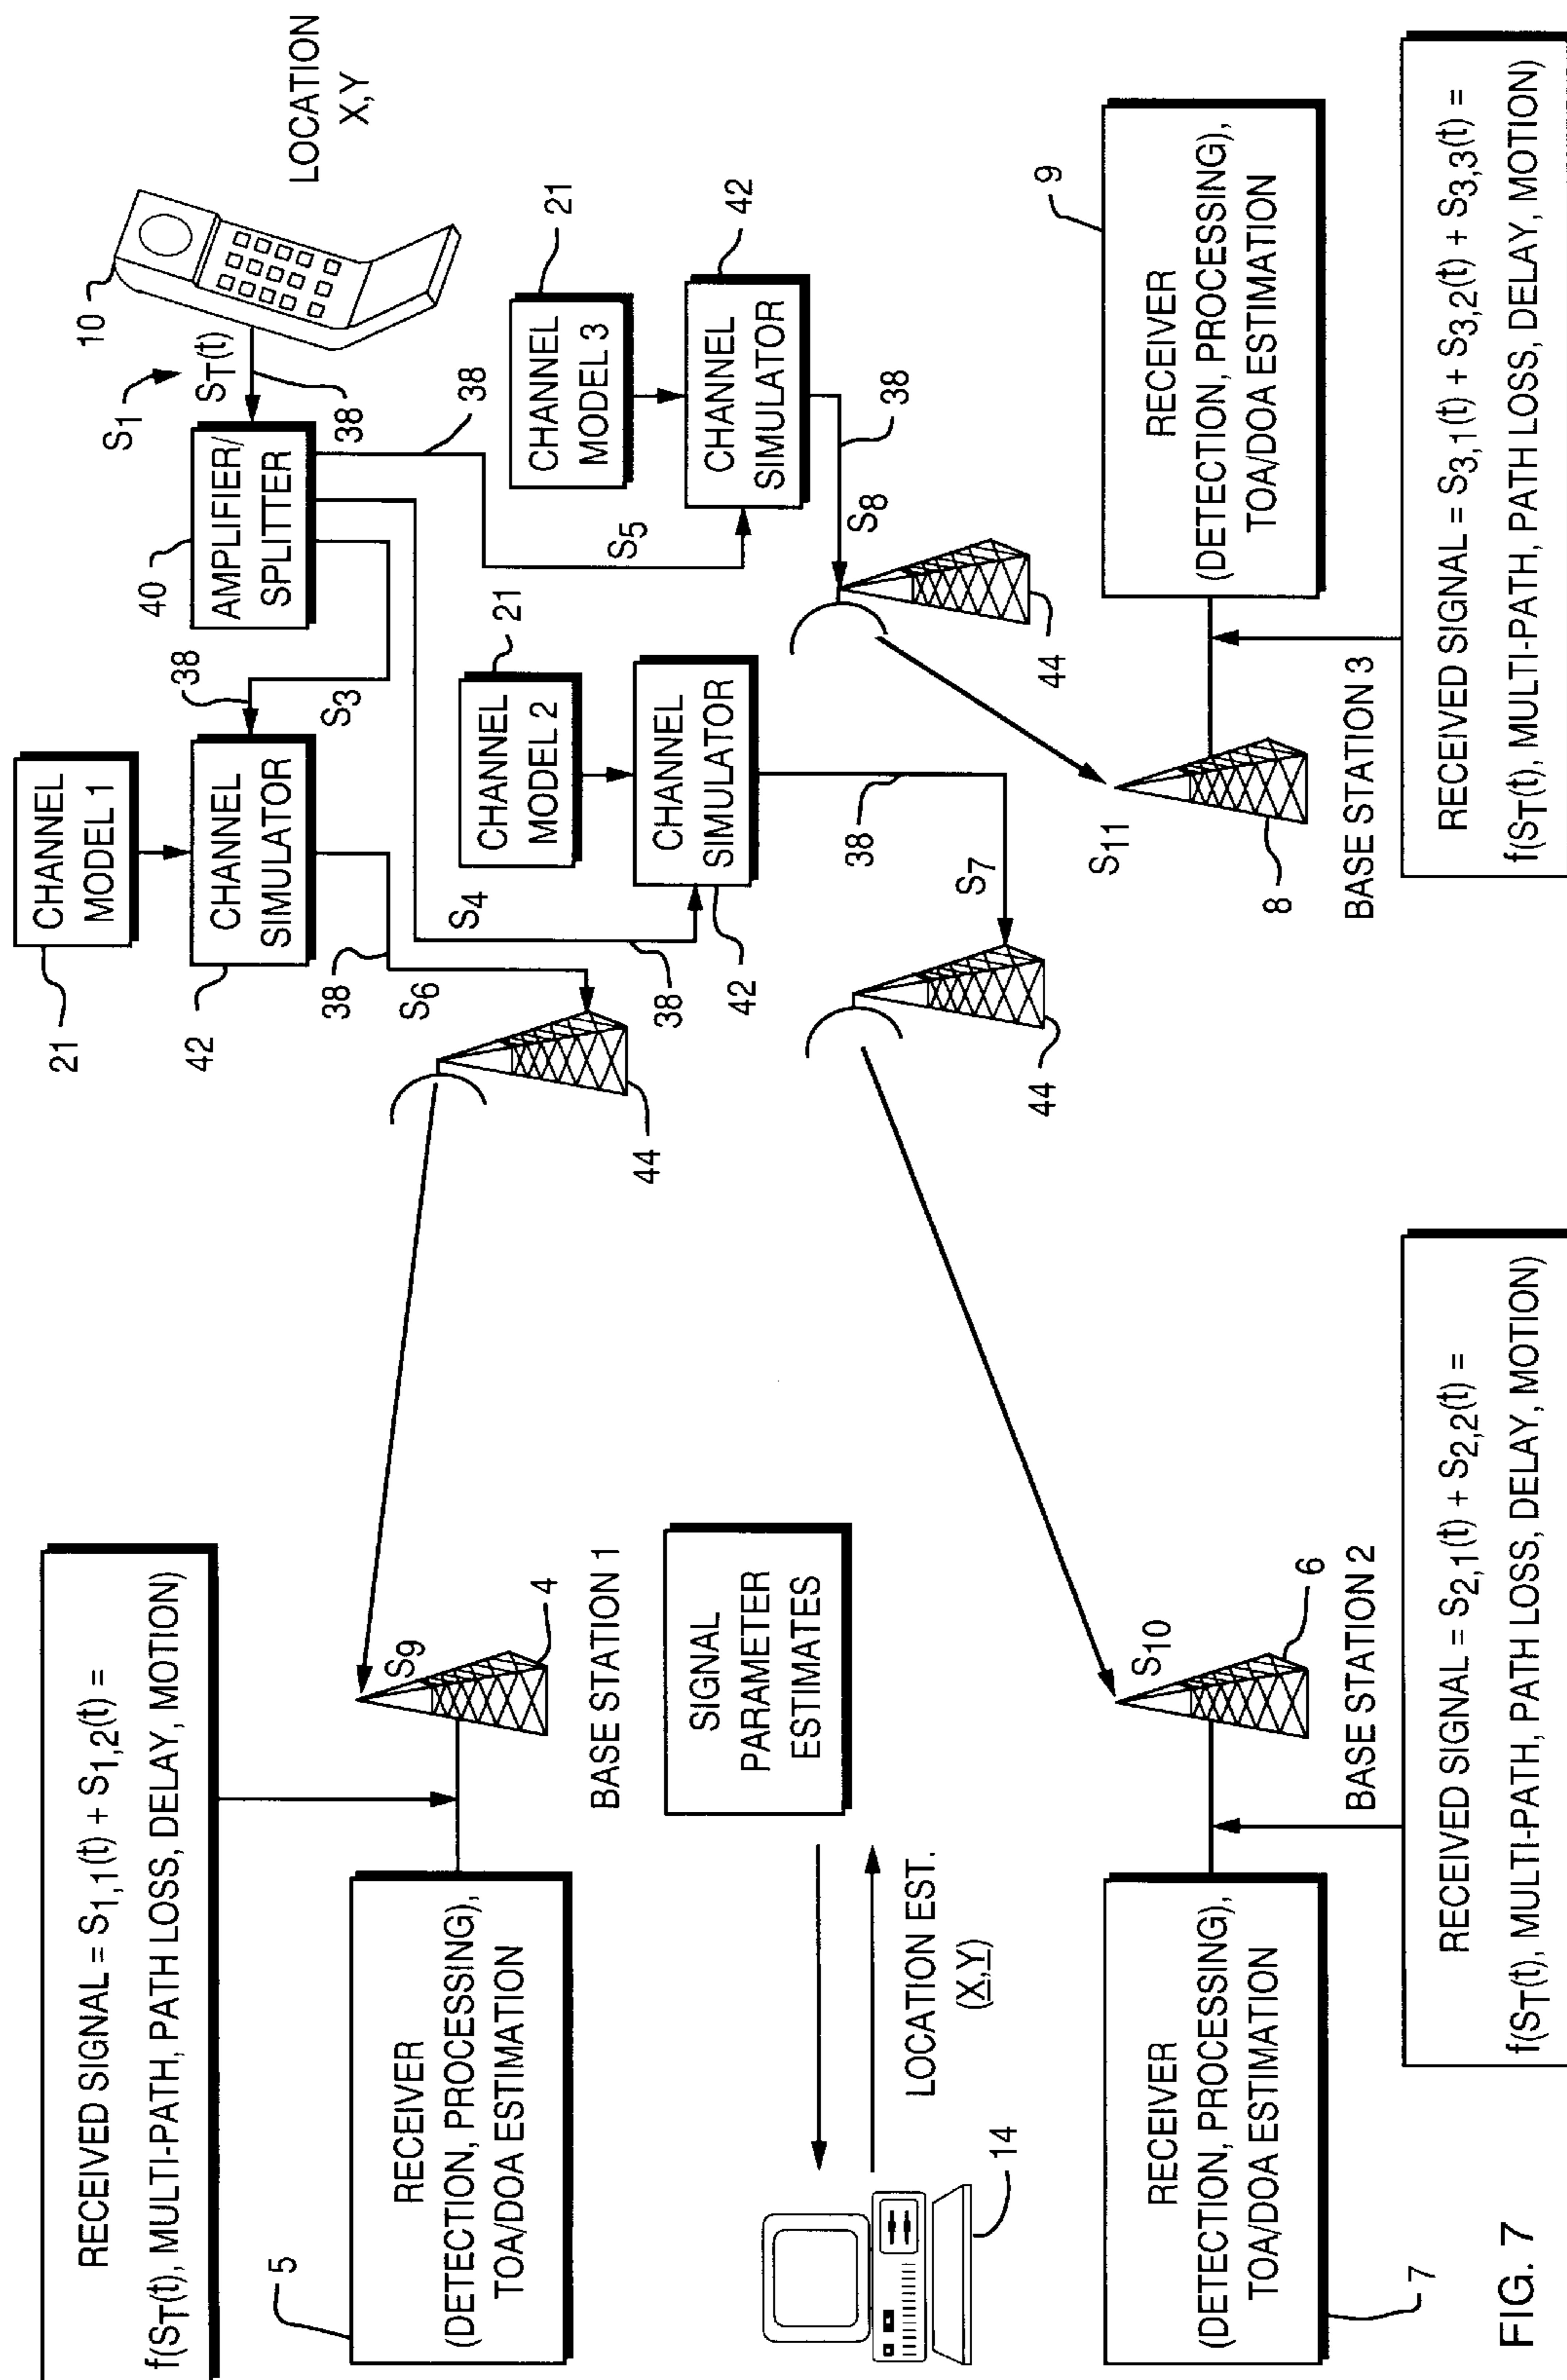 RECEIVED SIGNAL = S1,1(t) + S1,2(t) =
f(ST(t), MULTI-PATH, PATH LOSS, DELAY, MOTION)
5
RECEIVER
(DETECTION, PROCESSING),
TOA/DOA ESTIMATION
S9
4
BASE STATION 1
SIGNAL
PARAMETER
ESTIMATES
LOCATION EST.
(X,Y)
14
7
RECEIVER
(DETECTION, PROCESSING),
TOA/DOA ESTIMATION
S10
6
BASE STATION 2
RECEIVED SIGNAL = S2,1(t) + S2,2(t) =
f(ST(t), MULTI-PATH, PATH LOSS, DELAY, MOTION)
21
CHANNEL
MODEL 1
42
CHANNEL
SIMULATOR
38
S3
38
S6
44
40
AMPLIFIER/
SPLITTER
S1
ST(t)
38
10
LOCATION
X,Y
38
S4
38
21
CHANNEL
MODEL 2
42
CHANNEL
SIMULATOR
38
S7
44
S5
21
CHANNEL
MODEL 3
42
CHANNEL
SIMULATOR
38
S8
44
S11
8
BASE STATION 3
9
RECEIVER
(DETECTION, PROCESSING),
TOA/DOA ESTIMATION
RECEIVED SIGNAL = S3,1(t) + S3,2(t) + S3,3(t) =
f(ST(t), MULTI-PATH, PATH LOSS, DELAY, MOTION)
FIG. 7